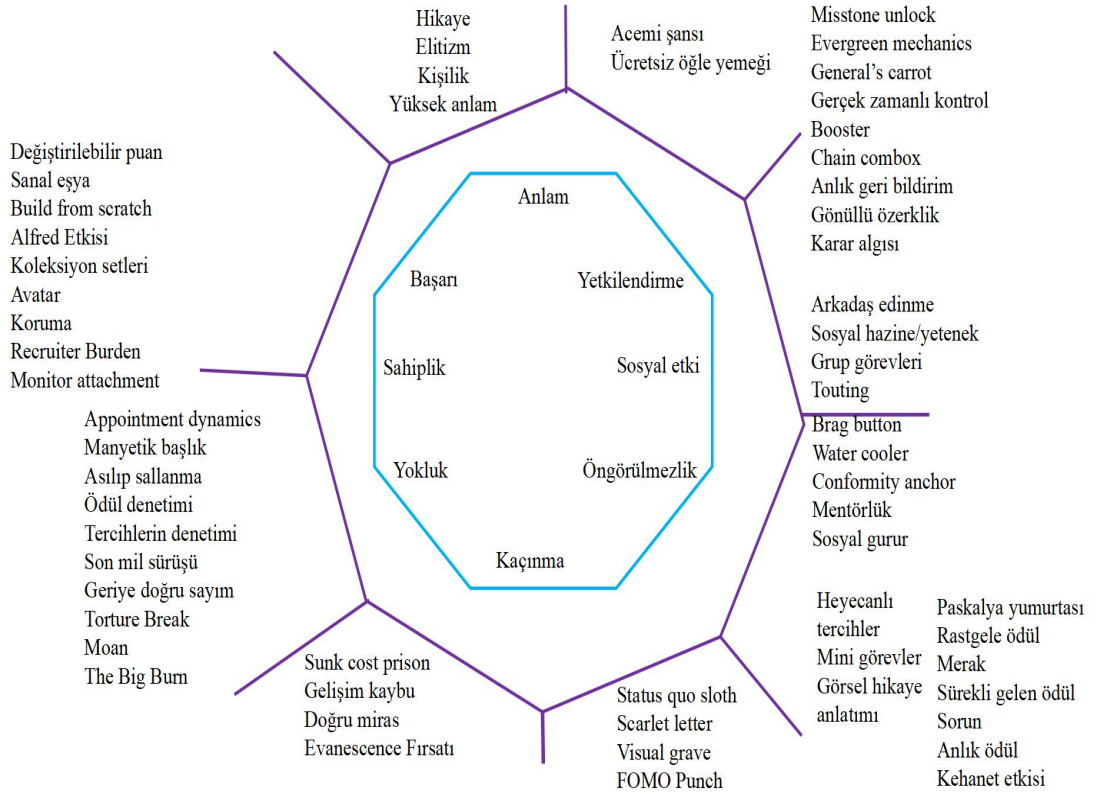 Hikaye
Elitizm
Kişilik
Yüksek anlam
Acemi şansı
Ücretsiz öğle yemeği
Misstone unlock
Evergreen mechanics
General's carrot
Gerçek zamanlı kontrol
Booster
Chain combox
Anlık geri bildirim
Gönüllü özerklik
Karar algısı
Değiştirilebilir puan
Sanal eşya
Build from scratch
Alfred Etkisi
Koleksiyon setleri
Avatar
Koruma
Recruiter Burden
Monitor attachment
Anlam
Başarı
Yetkilendirme
Sahiplik
Sosyal etki
Yokluk
Öngörülmezlik
Kaçınma
Arkadaş edinme
Sosyal hazine/yetenek
Grup görevleri
Touting
Brag button
Water cooler
Conformity anchor
Mentörlük
Sosyal gurur
Appointment dynamics
Manyetik başlık
Asılıp sallanma
Ödül denetimi
Tercihlerin denetimi
Son mil sürüşü
Geriye doğru sayım
Torture Break
Moan
The Big Burn
Sunk cost prison
Gelişim kaybu
Doğru miras
Evanescence Fırsatı
Status quo sloth
Scarlet letter
Visual grave
FOMO Punch
Heyecanlı
tercihler
Mini görevler
Görsel hikaye
anlatımı
Paskalya yumurtası
Rastgele ödül
Merak
Sürekli gelen ödül
Sorun
Anlık ödül
Kehanet etkisi